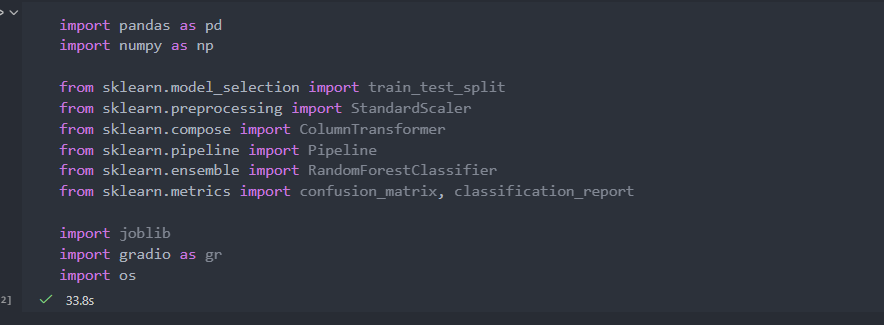 import pandas as pd
import numpy as np
from sklearn.model_selection import train_test_split
from sklearn.preprocessing import StandardScaler
from sklearn.compose import ColumnTransformer
from sklearn.pipeline import Pipeline
from sklearn.ensemble import RandomForestClassifier
from sklearn.metrics import confusion_matrix, classification_report
import joblib
import gradio as gr
import os
2] 33.8s